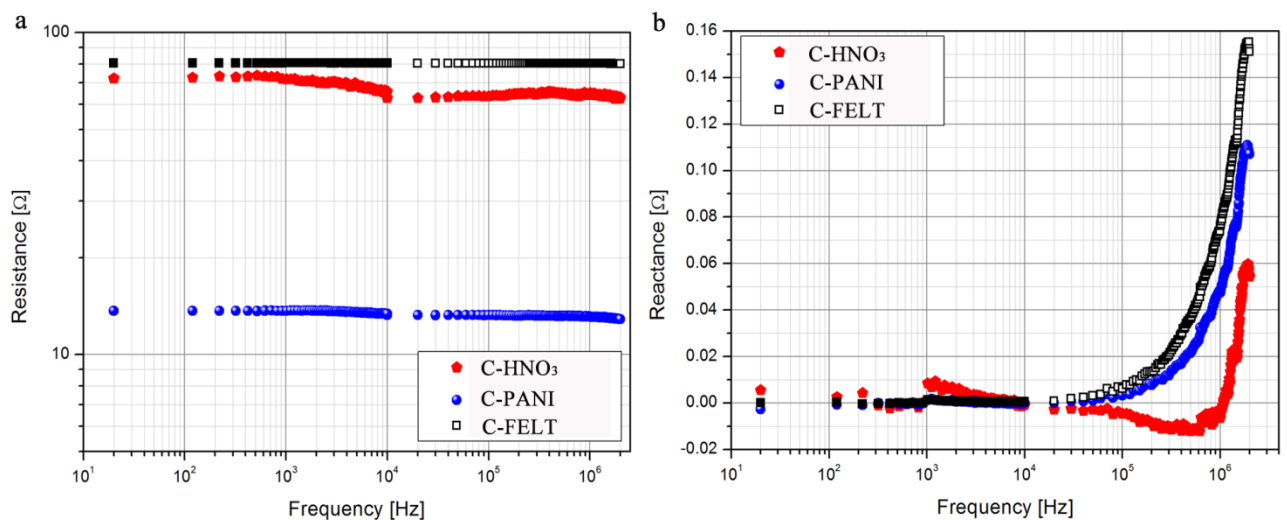 a
100
10
Resistance [Ω]
C-HNO₃
C-PANI
C-FELT
10¹ 10² 10³ 10⁴ 10⁵ 10⁶
Frequency [Hz]
b
0.16
0.14
0.12
0.10
0.08
0.06
0.04
0.02
0.00
-0.02
Reactance [Ω]
C-HNO₃
C-PANI
C-FELT
10¹ 10² 10³ 10⁴ 10⁵ 10⁶
Frequency [Hz]